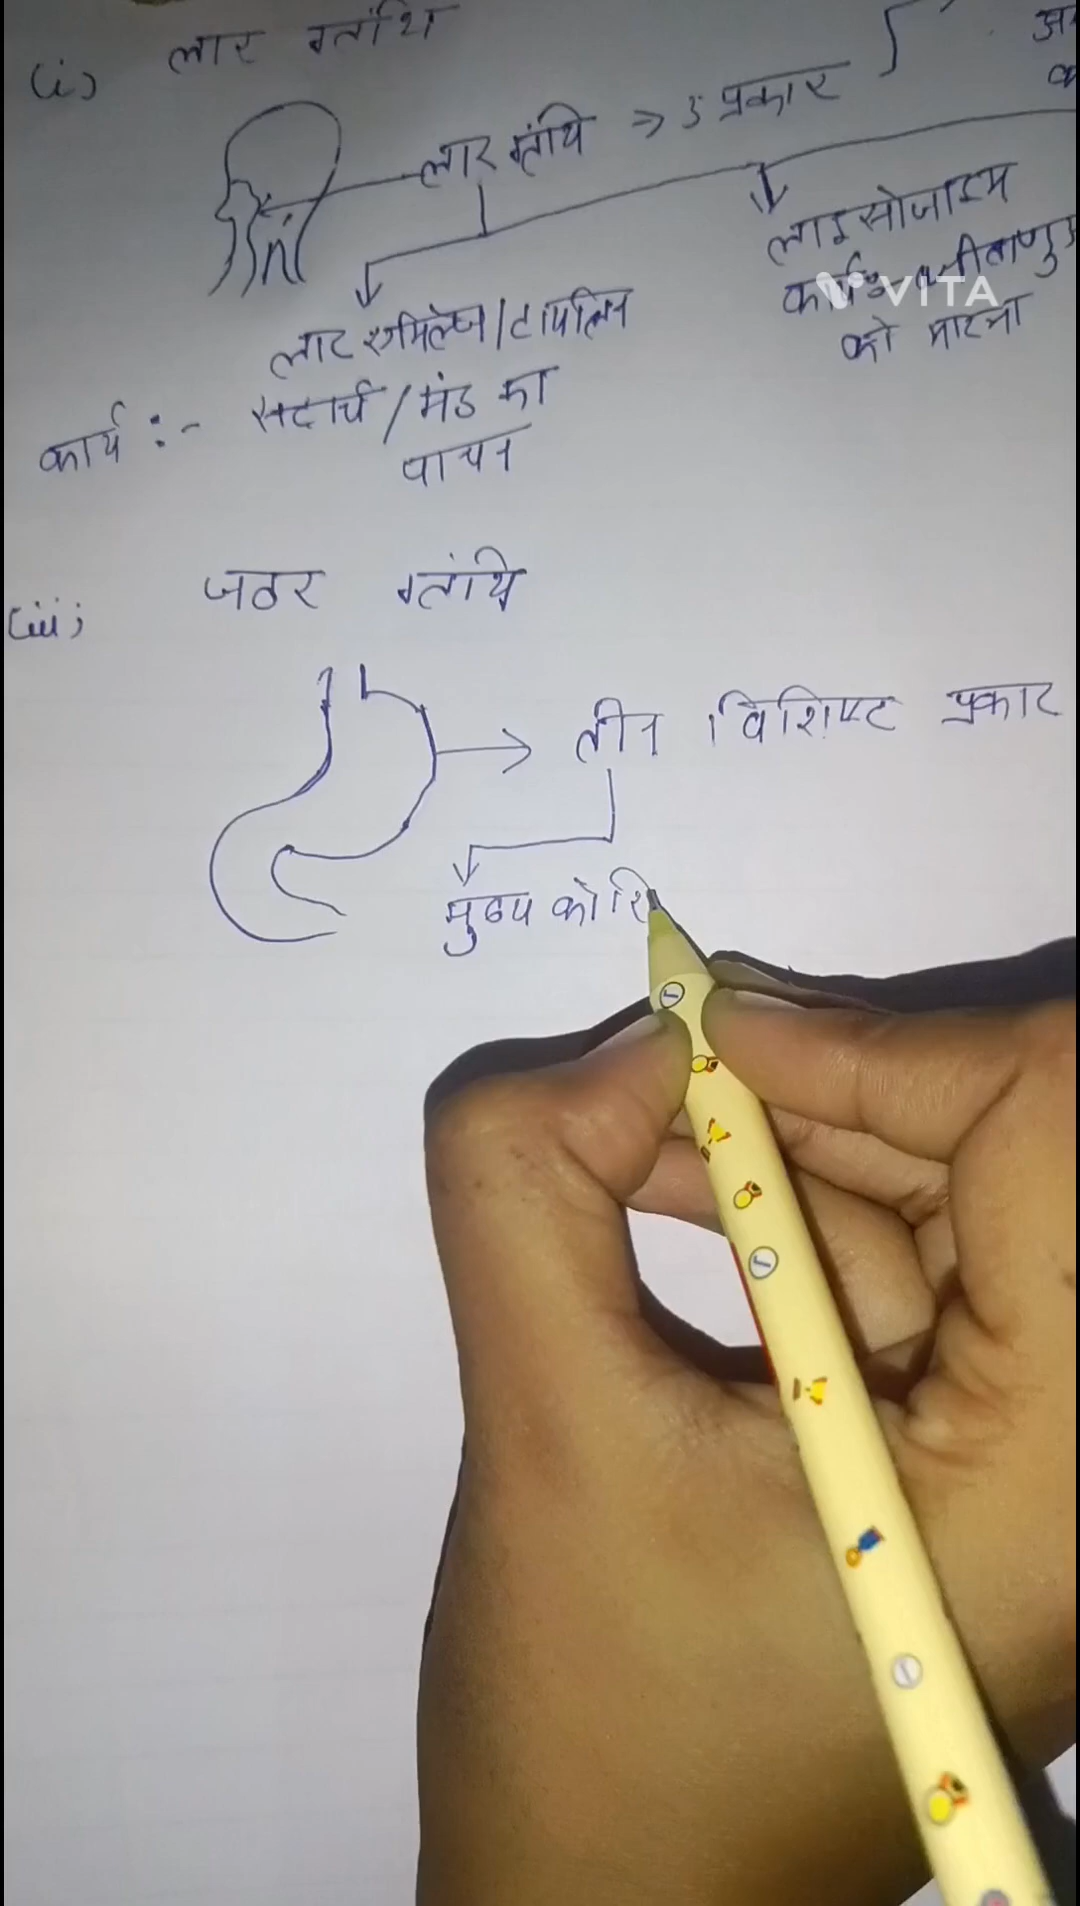 (i) लार ग्लांथि
लार ग्लंथि ⇒ 3 प्रकार
लाइसोजाइम
कार्य :- जीवाणु
को मारना
VITA
लार एमिलेज/टायलिन
कार्य :- स्टार्च / मंड का
पाचन
(iii) जठर ग्लांथि
तीन विशिष्ट प्रकार
मुख्य कोशि